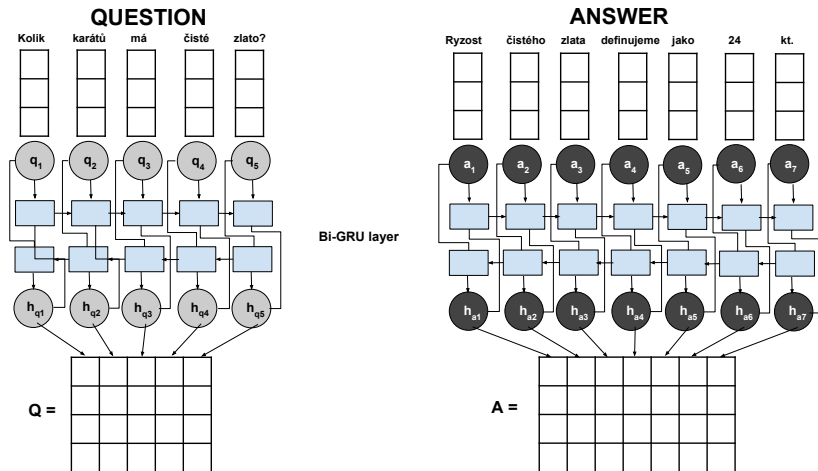 QUESTION
Kolik karátů má čisté zlato?
q1 q2 q3 q4 q5
hq1 hq2 hq3 hq4 hq5
Q =
Bi-GRU layer
ANSWER
Ryzost čistého zlata definujeme jako 24 kt.
a1 a2 a3 a4 a5 a6 a7
ha1 ha2 ha3 ha4 ha5 ha6 ha7
A =